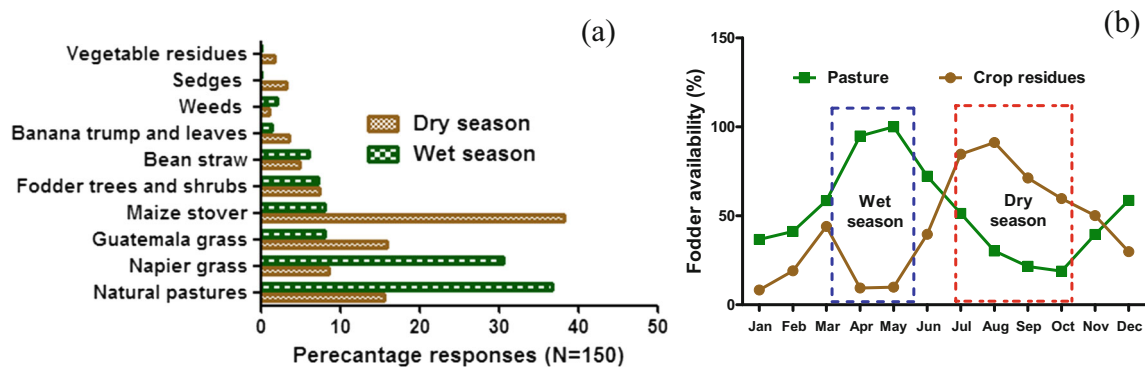 (a)
Vegetable residues
Sedges
Weeds
Banana trump and leaves
Bean straw
Fodder trees and shrubs
Maize stover
Guatemala grass
Napier grass
Natural pastures
Dry season
Wet season
0 10 20 30 40 50
Perecantage responses (N=150)
(b)
Fodder availability (%)
150
100
50
0
Pasture Crop residues
Wet
season
Dry
season
Jan Feb Mar Apr May Jun Jul Aug Sep Oct Nov Dec